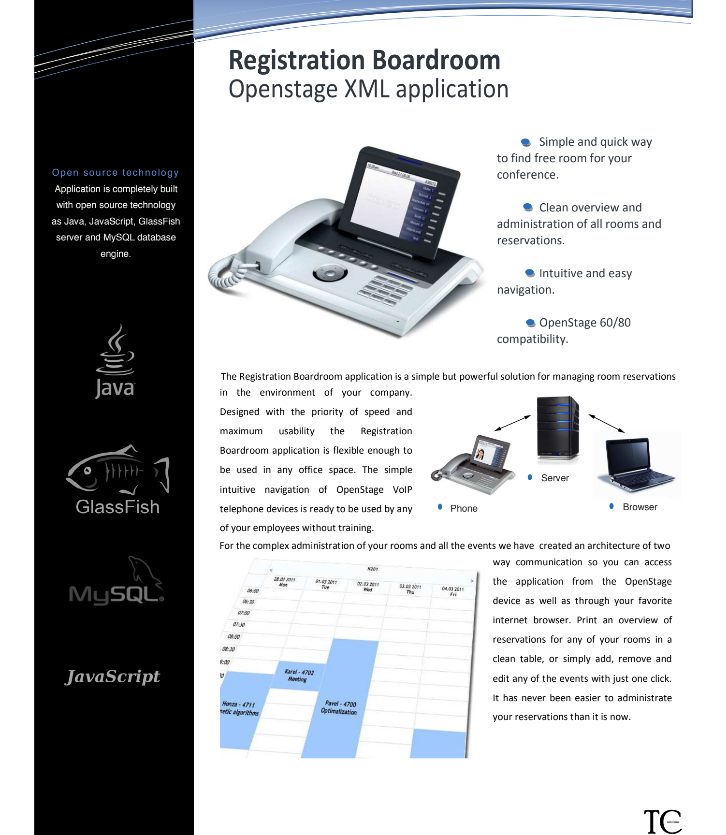 Registration Boardroom
Openstage XML application
Open source technology
Application is completely built
with open source technology
as Java, JavaScript, GlassFish
server and MySQL database
engine.
Java
GlassFish
MySQL
JavaScript
Simple and quick way
to find free room for your
conference.
Clean overview and
administration of all rooms and
reservations.
Intuitive and easy
navigation.
OpenStage 60/80
compatibility.
The Registration Boardroom application is a simple but powerful solution for managing room reservations
in the environment of your company.
Designed with the priority of speed and
maximum usability the Registration
Boardroom application is flexible enough to
be used in any office space. The simple
intuitive navigation of OpenStage VoIP
telephone devices is ready to be used by any
of your employees without training.
Phone
Server
Browser
For the complex administration of your rooms and all the events we have created an architecture of two
way communication so you can access
the application from the OpenStage
device as well as through your favorite
internet browser. Print an overview of
reservations for any of your rooms in a
clean table, or simply add, remove and
edit any of the events with just one click.
It has never been easier to administrate
your reservations than it is now.
28.02 2011 01.03 2011 02.03 2011 03.03 2011 04.03 2011
Mon Tue Wed Thu Fri
06:00
06:30
07:00
07:30
08:00
08:30
9:00
Karel - 4702
Meeting
Honza - 4711
netic algorithms
Pavel - 4700
Optimalization
TC